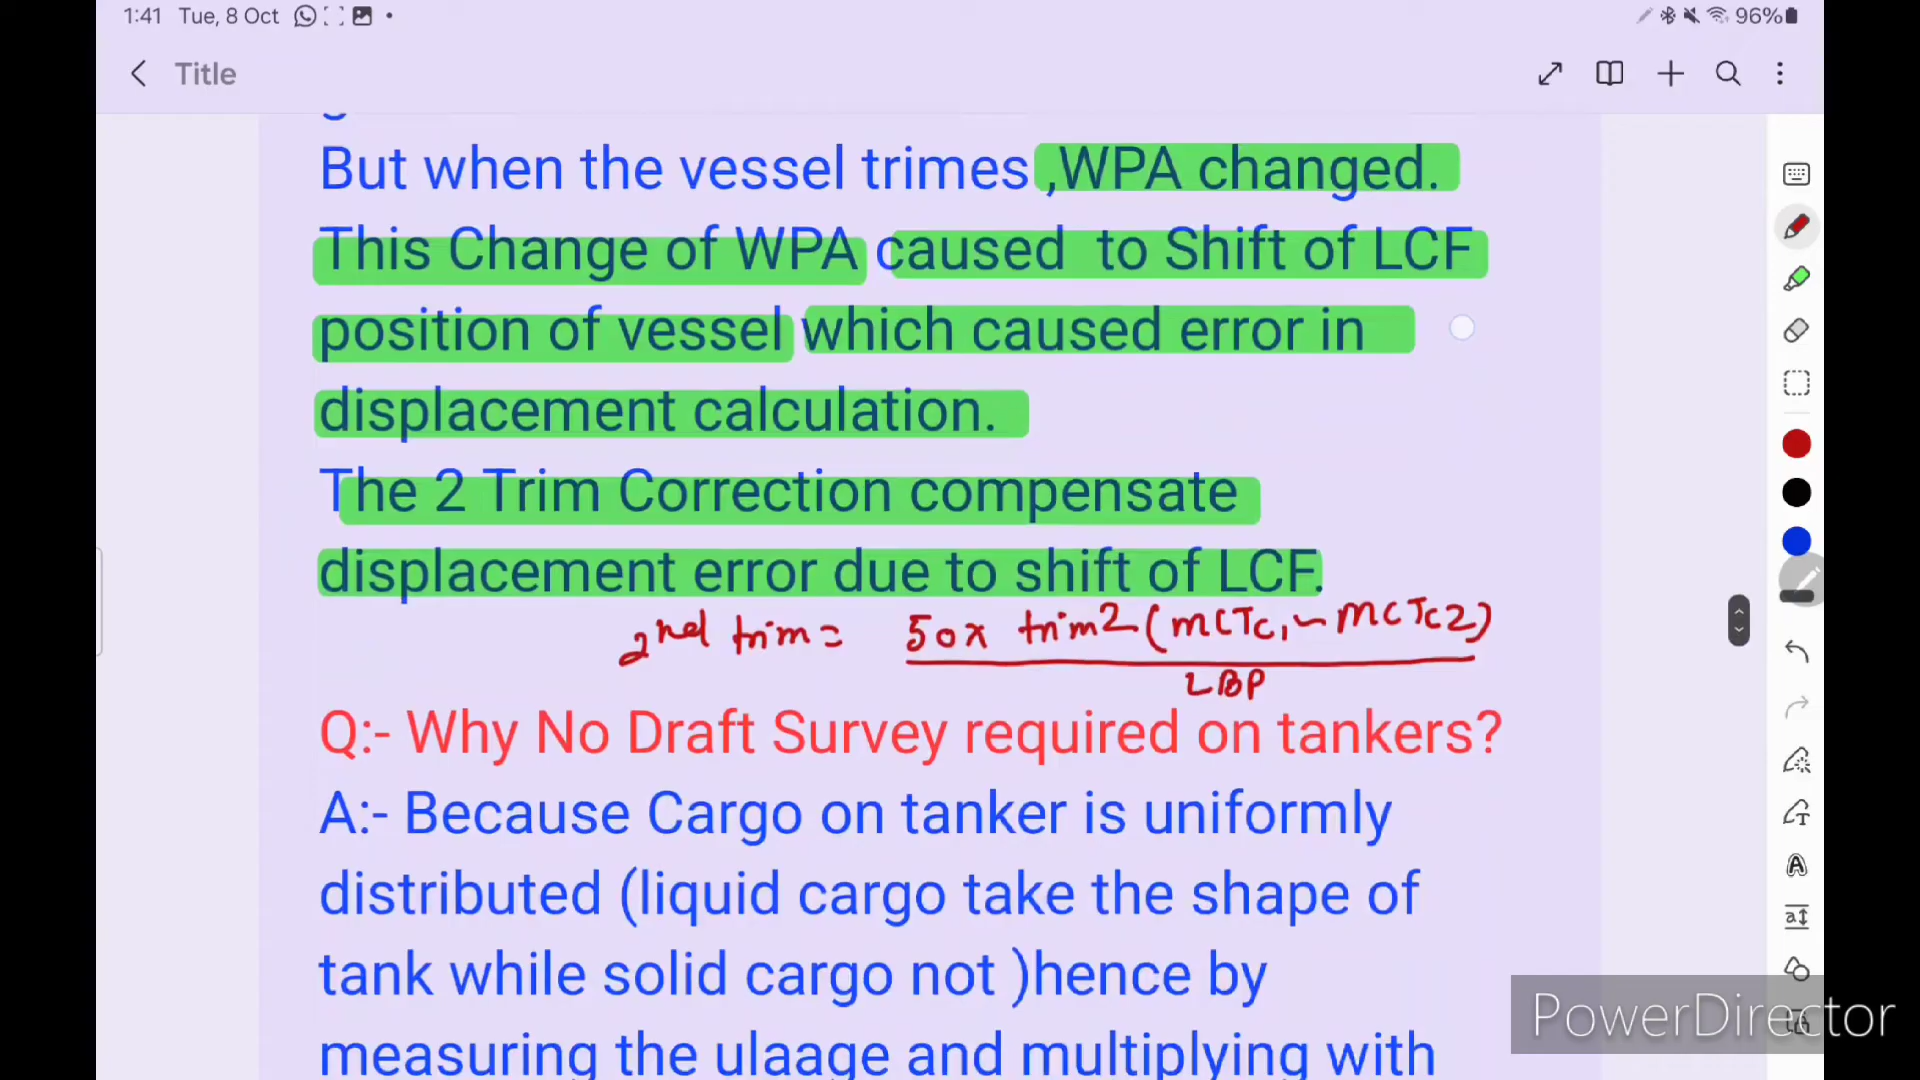 1:41 Tue, 8 Oct 96%
Title
But when the vessel trimes ,WPA changed.
This Change of WPA caused to Shift of LCF
position of vessel which caused error in
displacement calculation.
The 2 Trim Correction compensate
displacement error due to shift of LCF.
2nd trim = 50x trim2 (MCTC1 ~ MCTC2)
LBP
Q:- Why No Draft Survey required on tankers?
A:- Because Cargo on tanker is uniformly
distributed (liquid cargo take the shape of
tank while solid cargo not )hence by
measuring the ulaage and multiplying with
PowerDirector